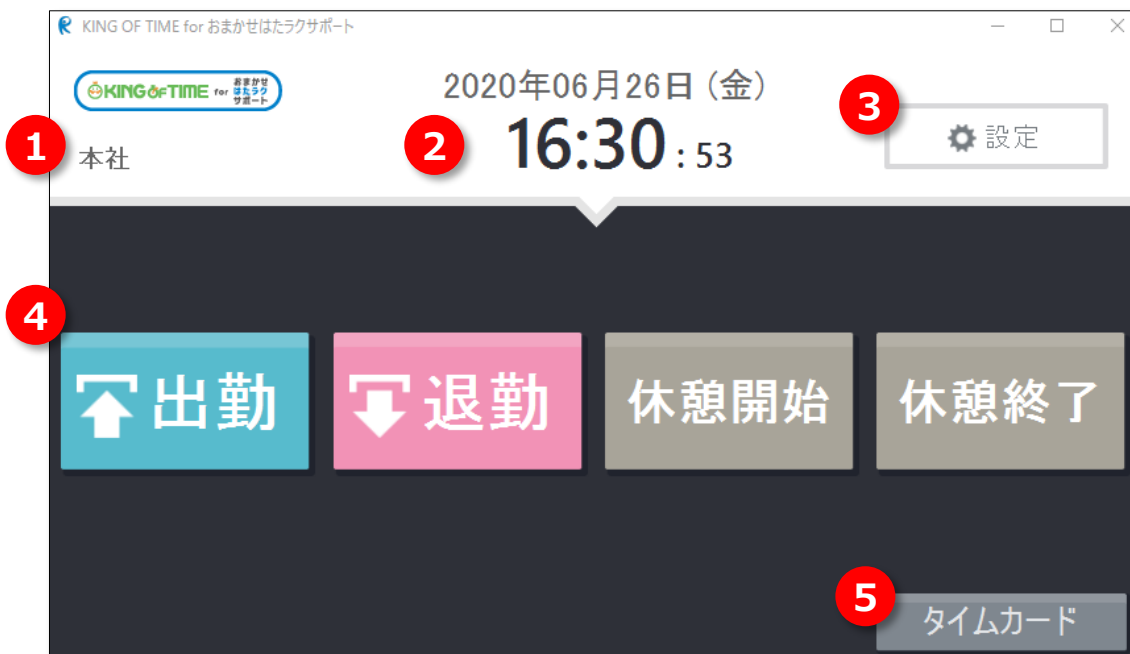 KING OF TIME for おまかせはたラクサポート
KING OF TIME for おまかせ はたラク サポート
2020年06月26日 (金)
3
設定
1
本社
2
16:30 : 53
4
出勤
退勤
休憩開始
休憩終了
5
タイムカード